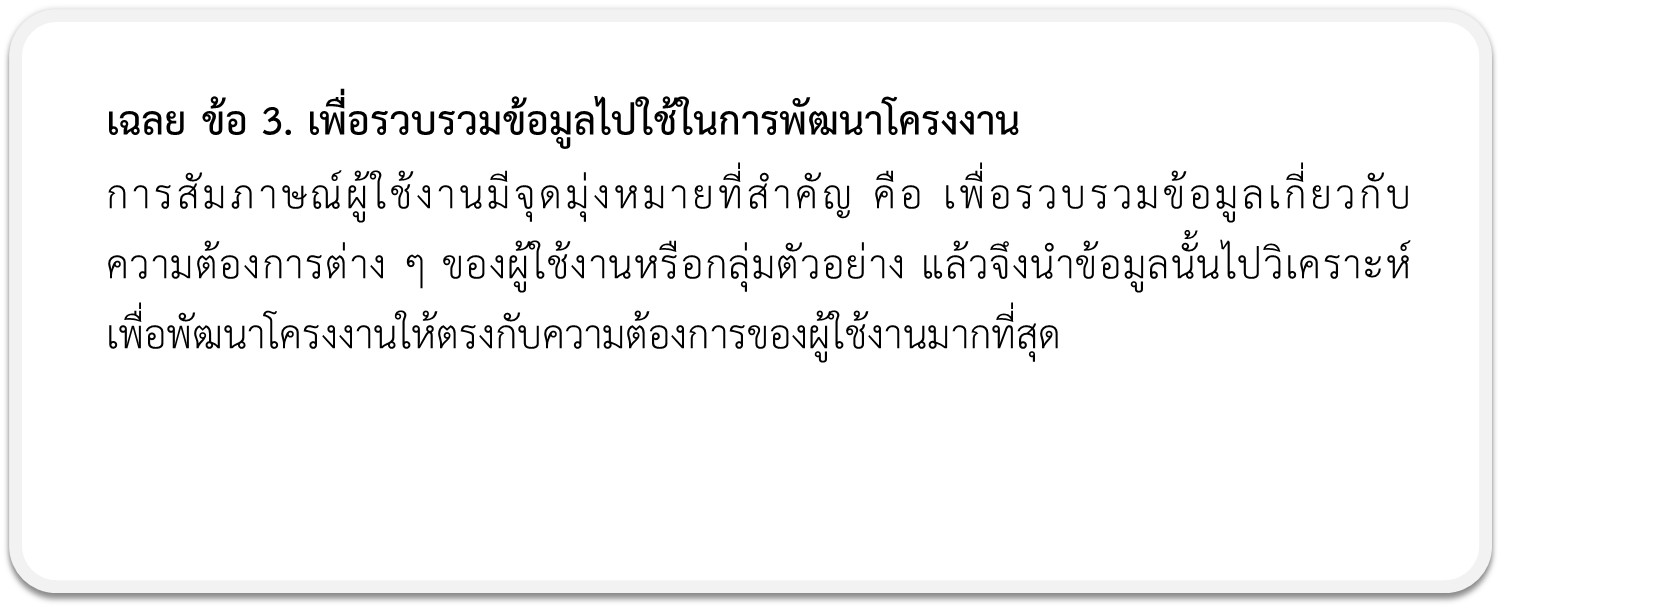 เฉลย ข้อ 3. เพื่อรวบรวมข้อมูลไปใช้ในการพัฒนาโครงงาน
การสัมภาษณ์ผู้ใช้งานมีจุดมุ่งหมายที่สำคัญ คือ เพื่อรวบรวมข้อมูลเกี่ยวกับ
ความต้องการต่าง ๆ ของผู้ใช้งานหรือกลุ่มตัวอย่าง แล้วจึงนำข้อมูลนั้นไปวิเคราะห์
เพื่อพัฒนาโครงงานให้ตรงกับความต้องการของผู้ใช้งานมากที่สุด